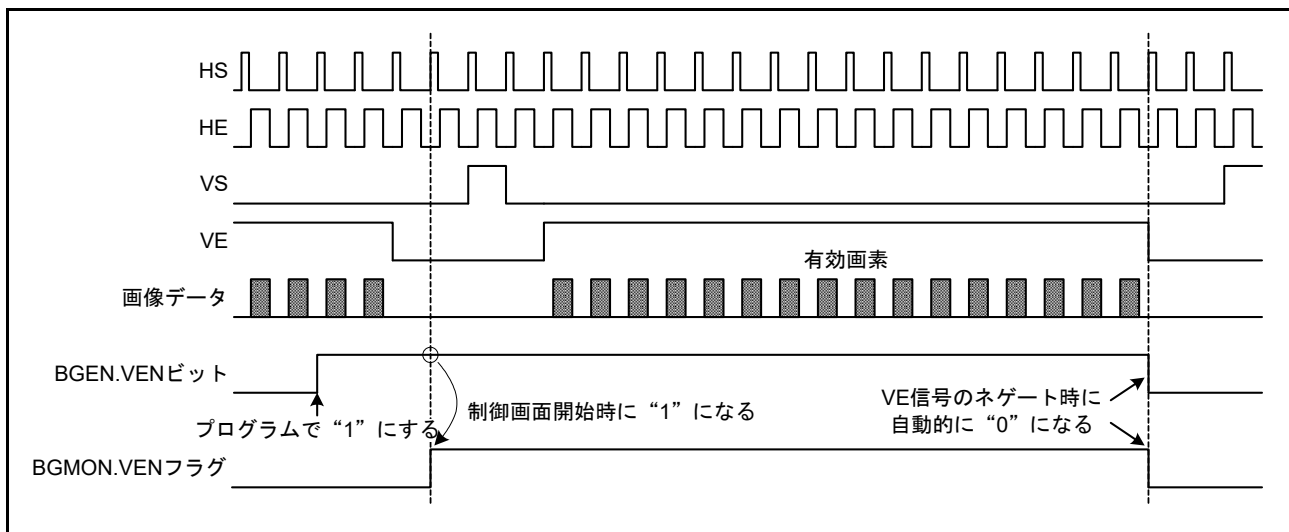 HS
HE
VS
VE
有効画素
画像データ
BGEN.VENビット
プログラムで“1”にする
制御画面開始時に“1”になる
VE信号のネゲート時に
自動的に“0”になる
BGMON.VENフラグ